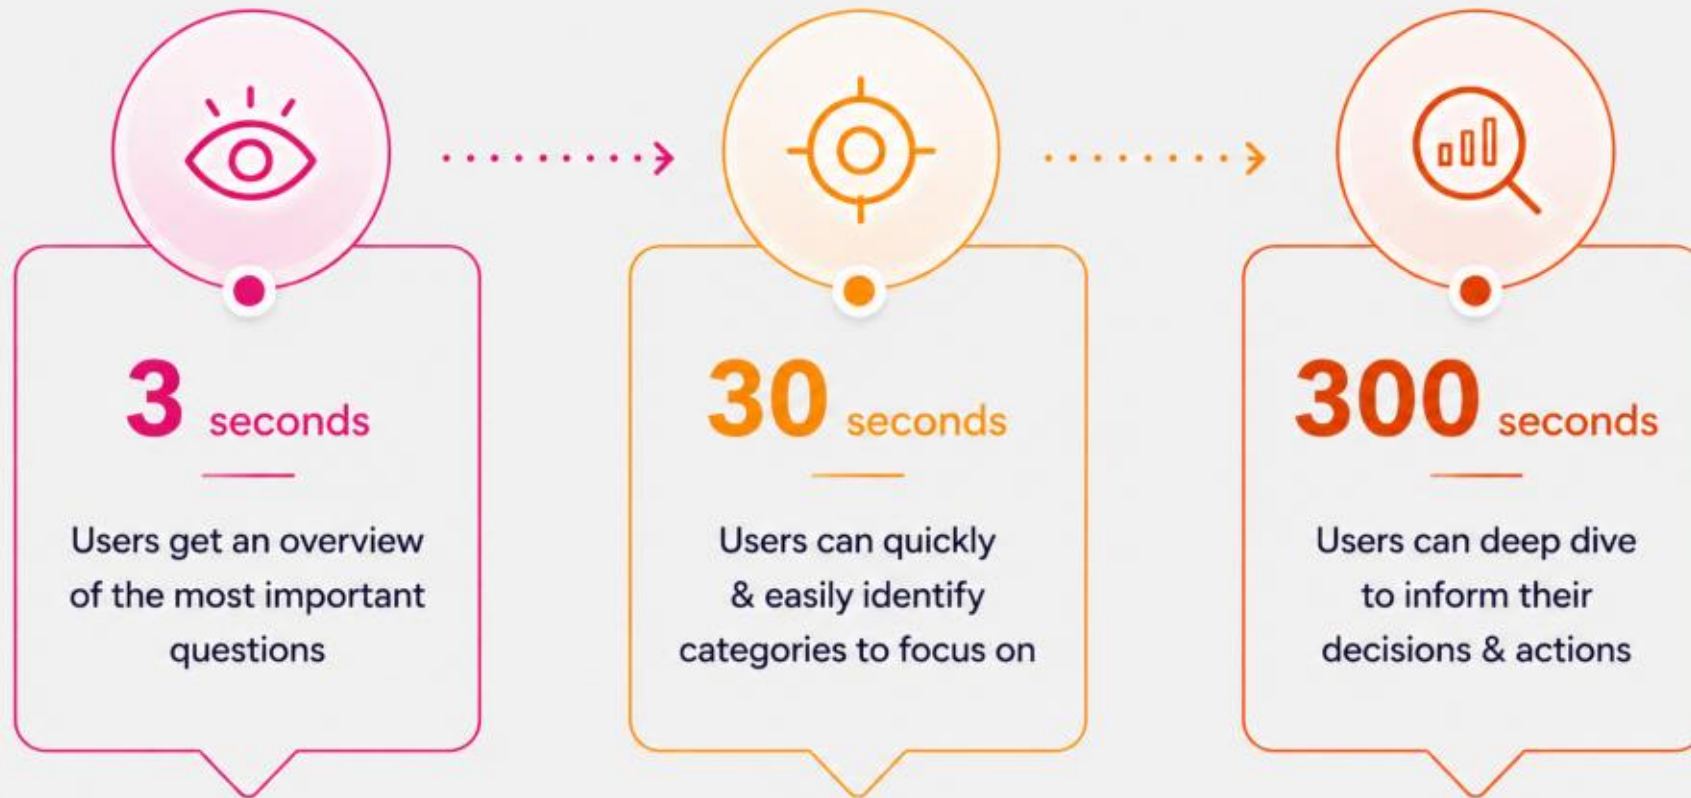 3 seconds
Users get an overview
of the most important
questions
30 seconds
Users can quickly
& easily identify
categories to focus on
300 seconds
Users can deep dive
to inform their
decisions & actions